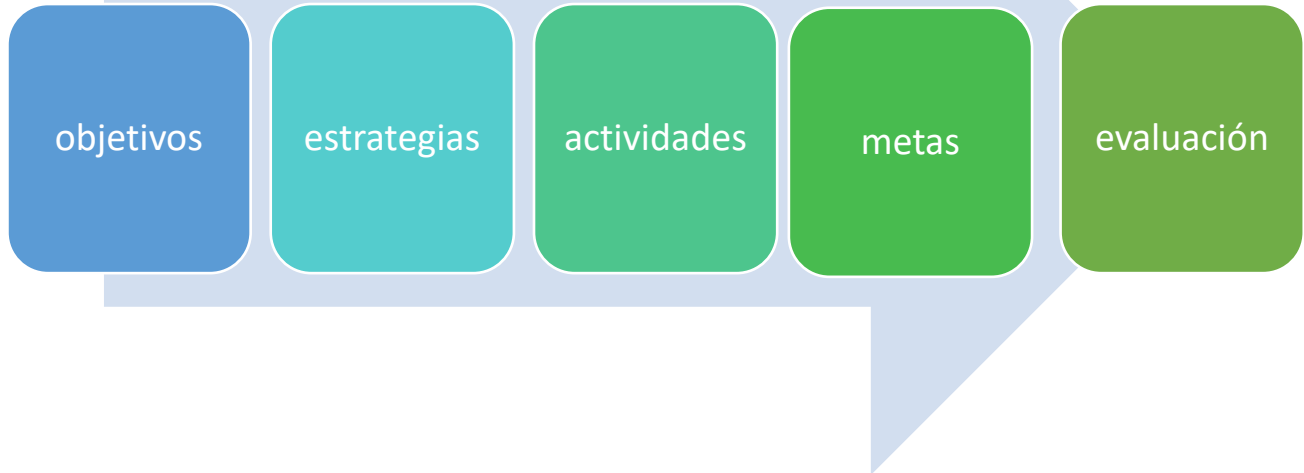 objetivos
estrategias
actividades
metas
evaluación